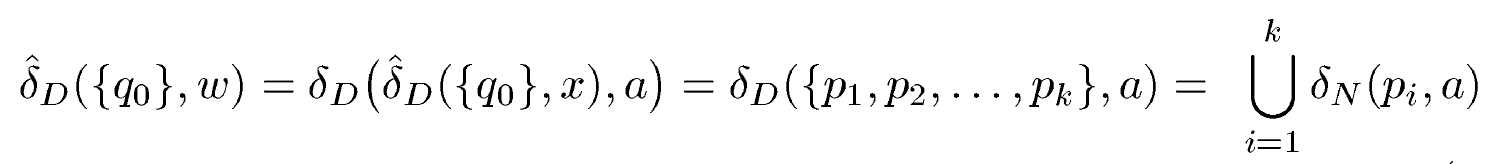 δ̂_D({q_0}, w) = δ_D(δ̂_D({q_0}, x), a) = δ_D({p_1, p_2, ..., p_k}, a) = ⋃_{i=1}^{k} δ_N(p_i, a)